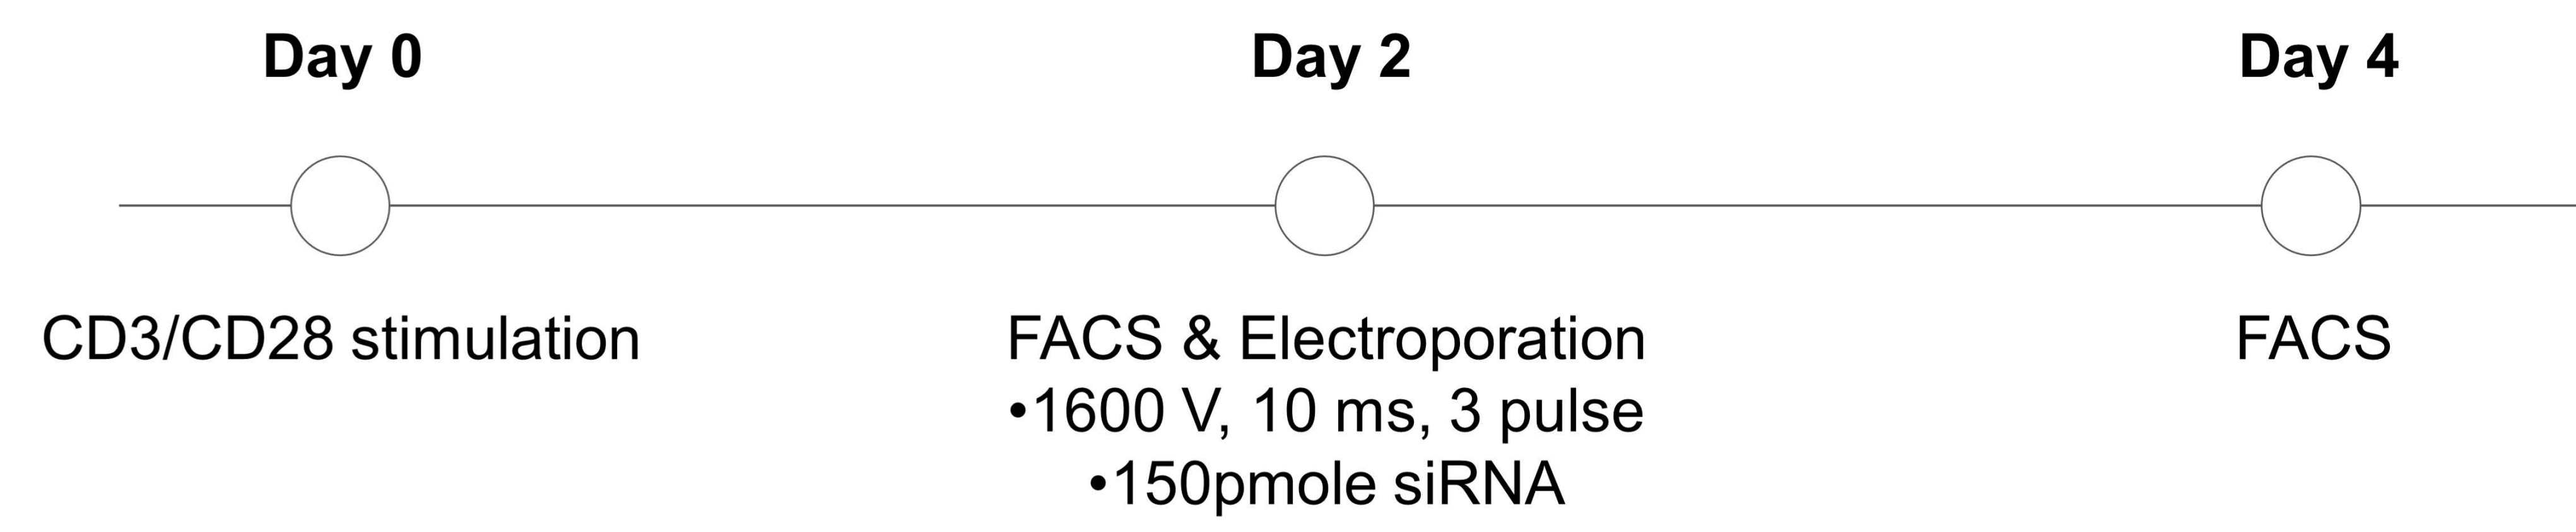 Day 0
Day 2
Day 4
CD3/CD28 stimulation
FACS & Electroporation
•1600 V, 10 ms, 3 pulse
•150pmole siRNA
FACS